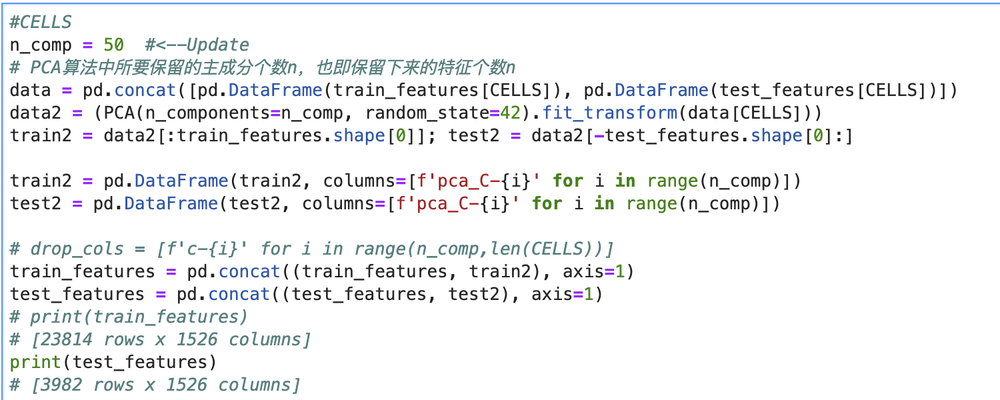 #CELLS
n_comp = 50  #<--Update
# PCA算法中所要保留的主成分个数n，也即保留下来的特征个数n
data = pd.concat([pd.DataFrame(train_features[CELLS]), pd.DataFrame(test_features[CELLS])])
data2 = (PCA(n_components=n_comp, random_state=42).fit_transform(data[CELLS]))
train2 = data2[:train_features.shape[0]]; test2 = data2[-test_features.shape[0]:]
train2 = pd.DataFrame(train2, columns=[f'pca_C-{i}' for i in range(n_comp)])
test2 = pd.DataFrame(test2, columns=[f'pca_C-{i}' for i in range(n_comp)])
# drop_cols = [f'c-{i}' for i in range(n_comp,len(CELLS))]
train_features = pd.concat((train_features, train2), axis=1)
test_features = pd.concat((test_features, test2), axis=1)
# print(train_features)
# [23814 rows x 1526 columns]
print(test_features)
# [3982 rows x 1526 columns]